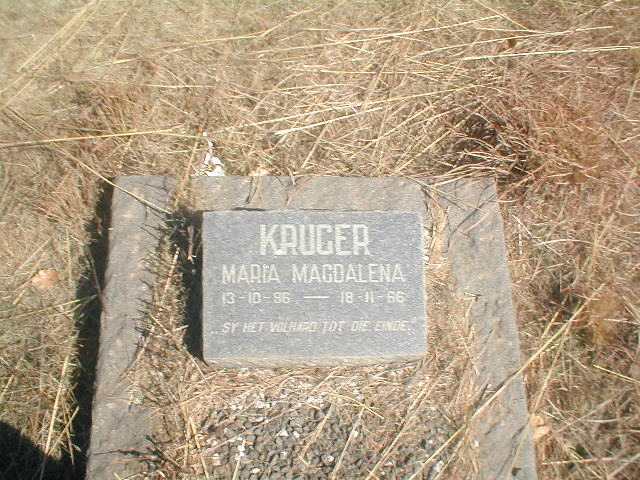 KRUGER
MARIA MAGDALENA
13-10-96 — 18-11-66
"SY HET VOLHARD TOT DIE EINDE."